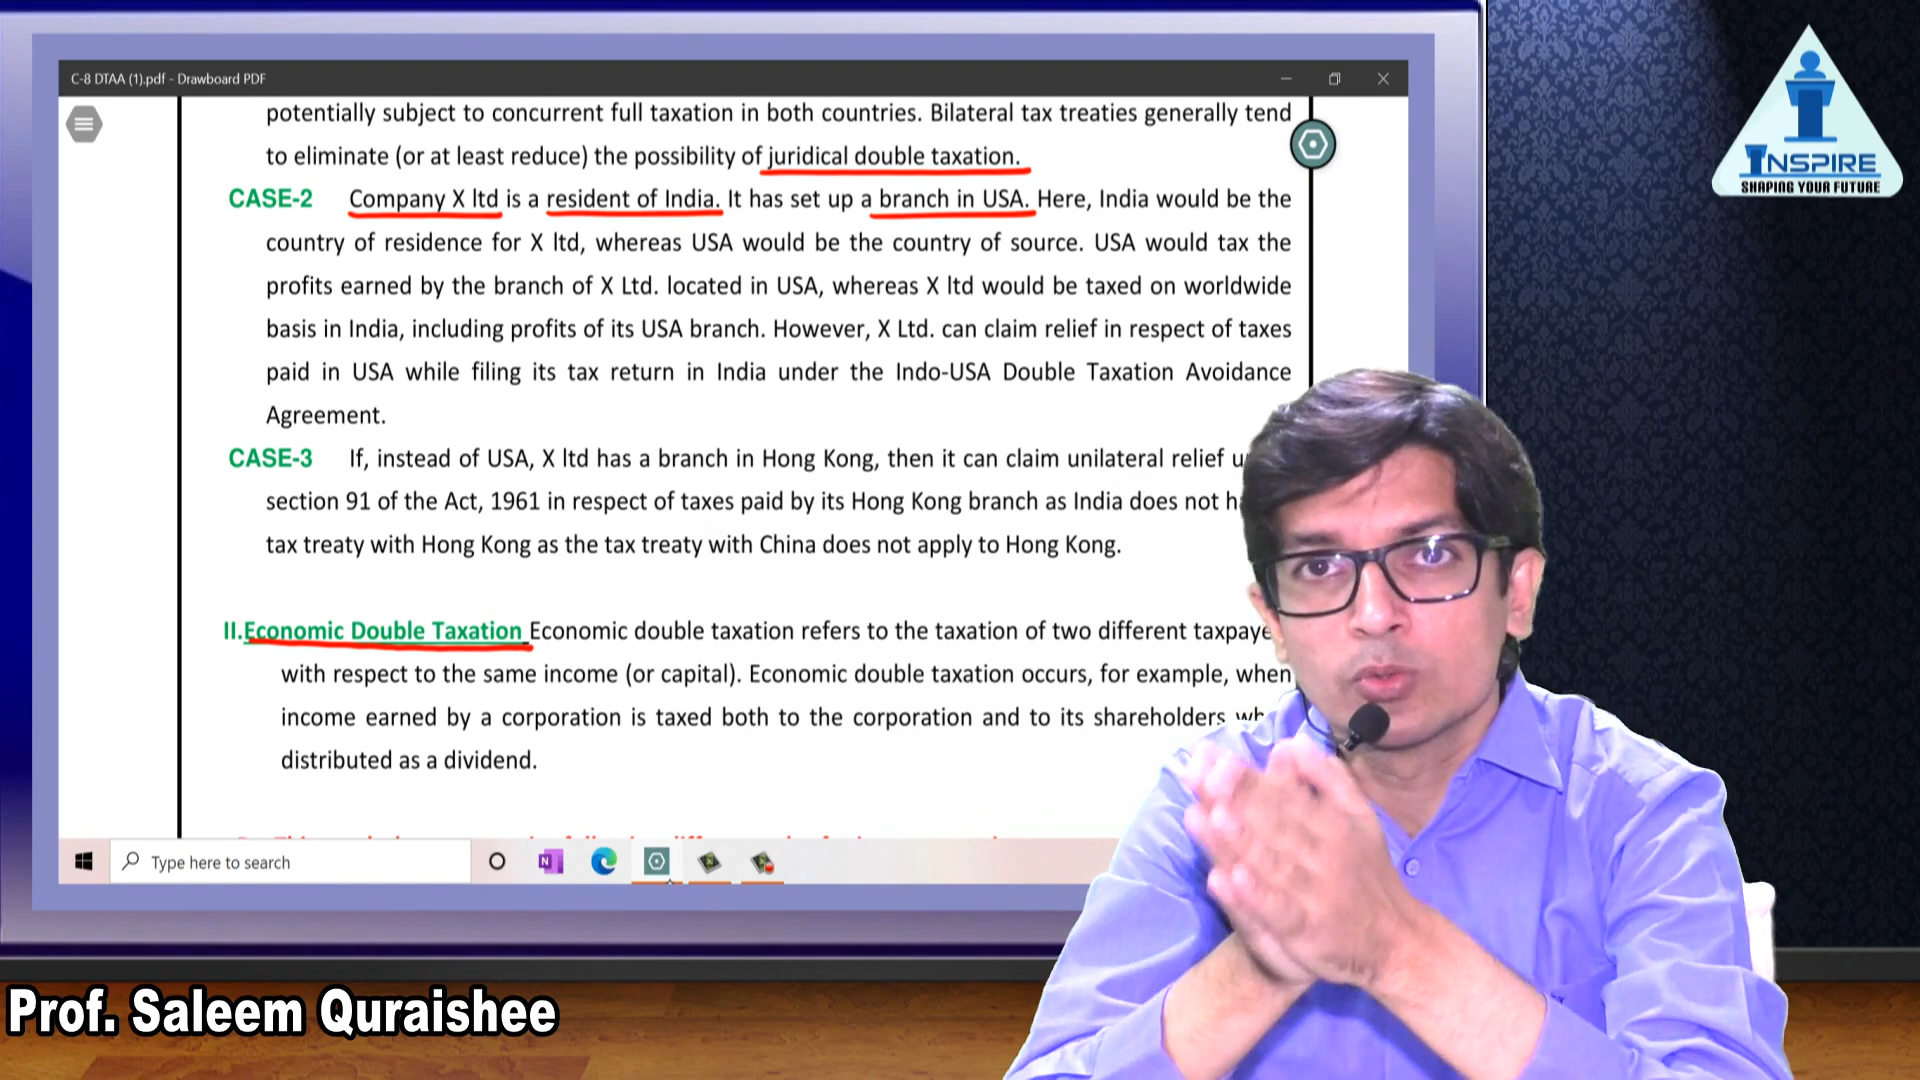 C-8 DTAA (1).pdf - Drawboard PDF
potentially subject to concurrent full taxation in both countries. Bilateral tax treaties generally tend
to eliminate (or at least reduce) the possibility of juridical double taxation.
CASE-2 Company X ltd is a resident of India. It has set up a branch in USA. Here, India would be the
country of residence for X ltd, whereas USA would be the country of source. USA would tax the
profits earned by the branch of X Ltd. located in USA, whereas X ltd would be taxed on worldwide
basis in India, including profits of its USA branch. However, X Ltd. can claim relief in respect of taxes
paid in USA while filing its tax return in India under the Indo-USA Double Taxation Avoidance
Agreement.
CASE-3 If, instead of USA, X ltd has a branch in Hong Kong, then it can claim unilateral relief
section 91 of the Act, 1961 in respect of taxes paid by its Hong Kong branch as India does not
tax treaty with Hong Kong as the tax treaty with China does not apply to Hong Kong.
II.Economic Double Taxation Economic double taxation refers to the taxation of two different
with respect to the same income (or capital). Economic double taxation occurs, for example, when
income earned by a corporation is taxed both to the corporation and to its shareholders
distributed as a dividend.
Type here to search
INSPIRE
SHAPING YOUR FUTURE
Prof. Saleem Quraishee